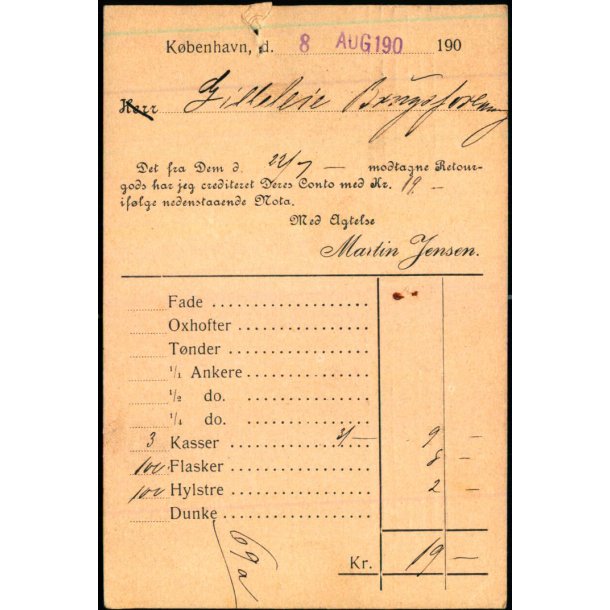 København, d. 8 AUG190 190
Herr Gilleleie Brugsforening
Det fra Dem d. 22/7 — modtagne Retour-
gods har jeg crediteret Deres Conto med Kr. 19. –
ifølge nedenstaaende Nota.
Med Agtelse
Martin Jensen.
Fade
Oxhofter
Tønder
1/1 Ankere
1/2 do.
1/4 do.
3 Kasser 3/— 9 –
100 Flasker 8 –
100 Hylstre 2 –
Dunke
69a
Kr. 19 –